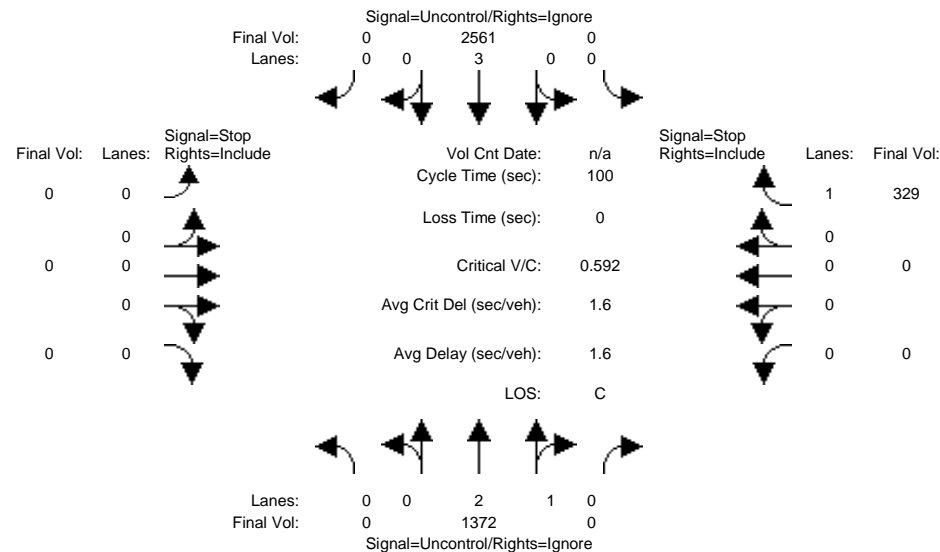 Signal=Uncontrol/Rights=Ignore
Final Vol: 0 2561 0
Lanes: 0 0 3 0 0
Signal=Stop
Final Vol: Lanes: Rights=Include
Vol Cnt Date: n/a
Signal=Stop
Rights=Include Lanes: Final Vol:
Cycle Time (sec): 100
0 0
1 329
Loss Time (sec): 0
0
0
0 0
Critical V/C: 0.592
0 0
0
Avg Crit Del (sec/veh): 1.6
0
0 0
Avg Delay (sec/veh): 1.6
0 0
LOS: C
Lanes: 0 0 2 1 0
Final Vol: 0 1372 0
Signal=Uncontrol/Rights=Ignore